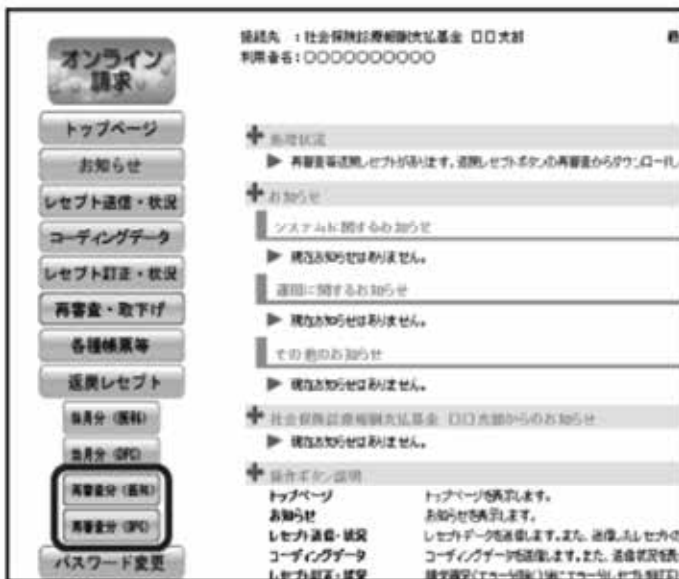 オンライン
請求
トップページ
お知らせ
レセプト送信・状況
コーディングデータ
レセプト訂正・状況
再審査・取下げ
各種帳票等
返戻レセプト
当月分（医科）
当月分（DPC）
再審査分（医科）
再審査分（DPC）
パスワード変更
接続先 ：社会保険診療報酬支払基金 □□支部
利用者名：○○○○○○○○○○
処理状況
▶ 再審査等返戻レセプトがあります。返戻レセプトボタンの再審査からダウンロードし
お知らせ
システムに関するお知らせ
▶ 現在お知らせはありません。
運用に関するお知らせ
▶ 現在お知らせはありません。
その他のお知らせ
▶ 現在お知らせはありません。
社会保険診療報酬支払基金 □□支部からのお知らせ
▶ 現在お知らせはありません。
操作ボタン説明
トップページ トップページを表示します。
お知らせ お知らせを表示します。
レセプト送信・状況 レセプトデータを送信します。また、送信したレセプトの
コーディングデータ コーディングデータを送信します。また、送信状況を表
レセプト訂正・状況